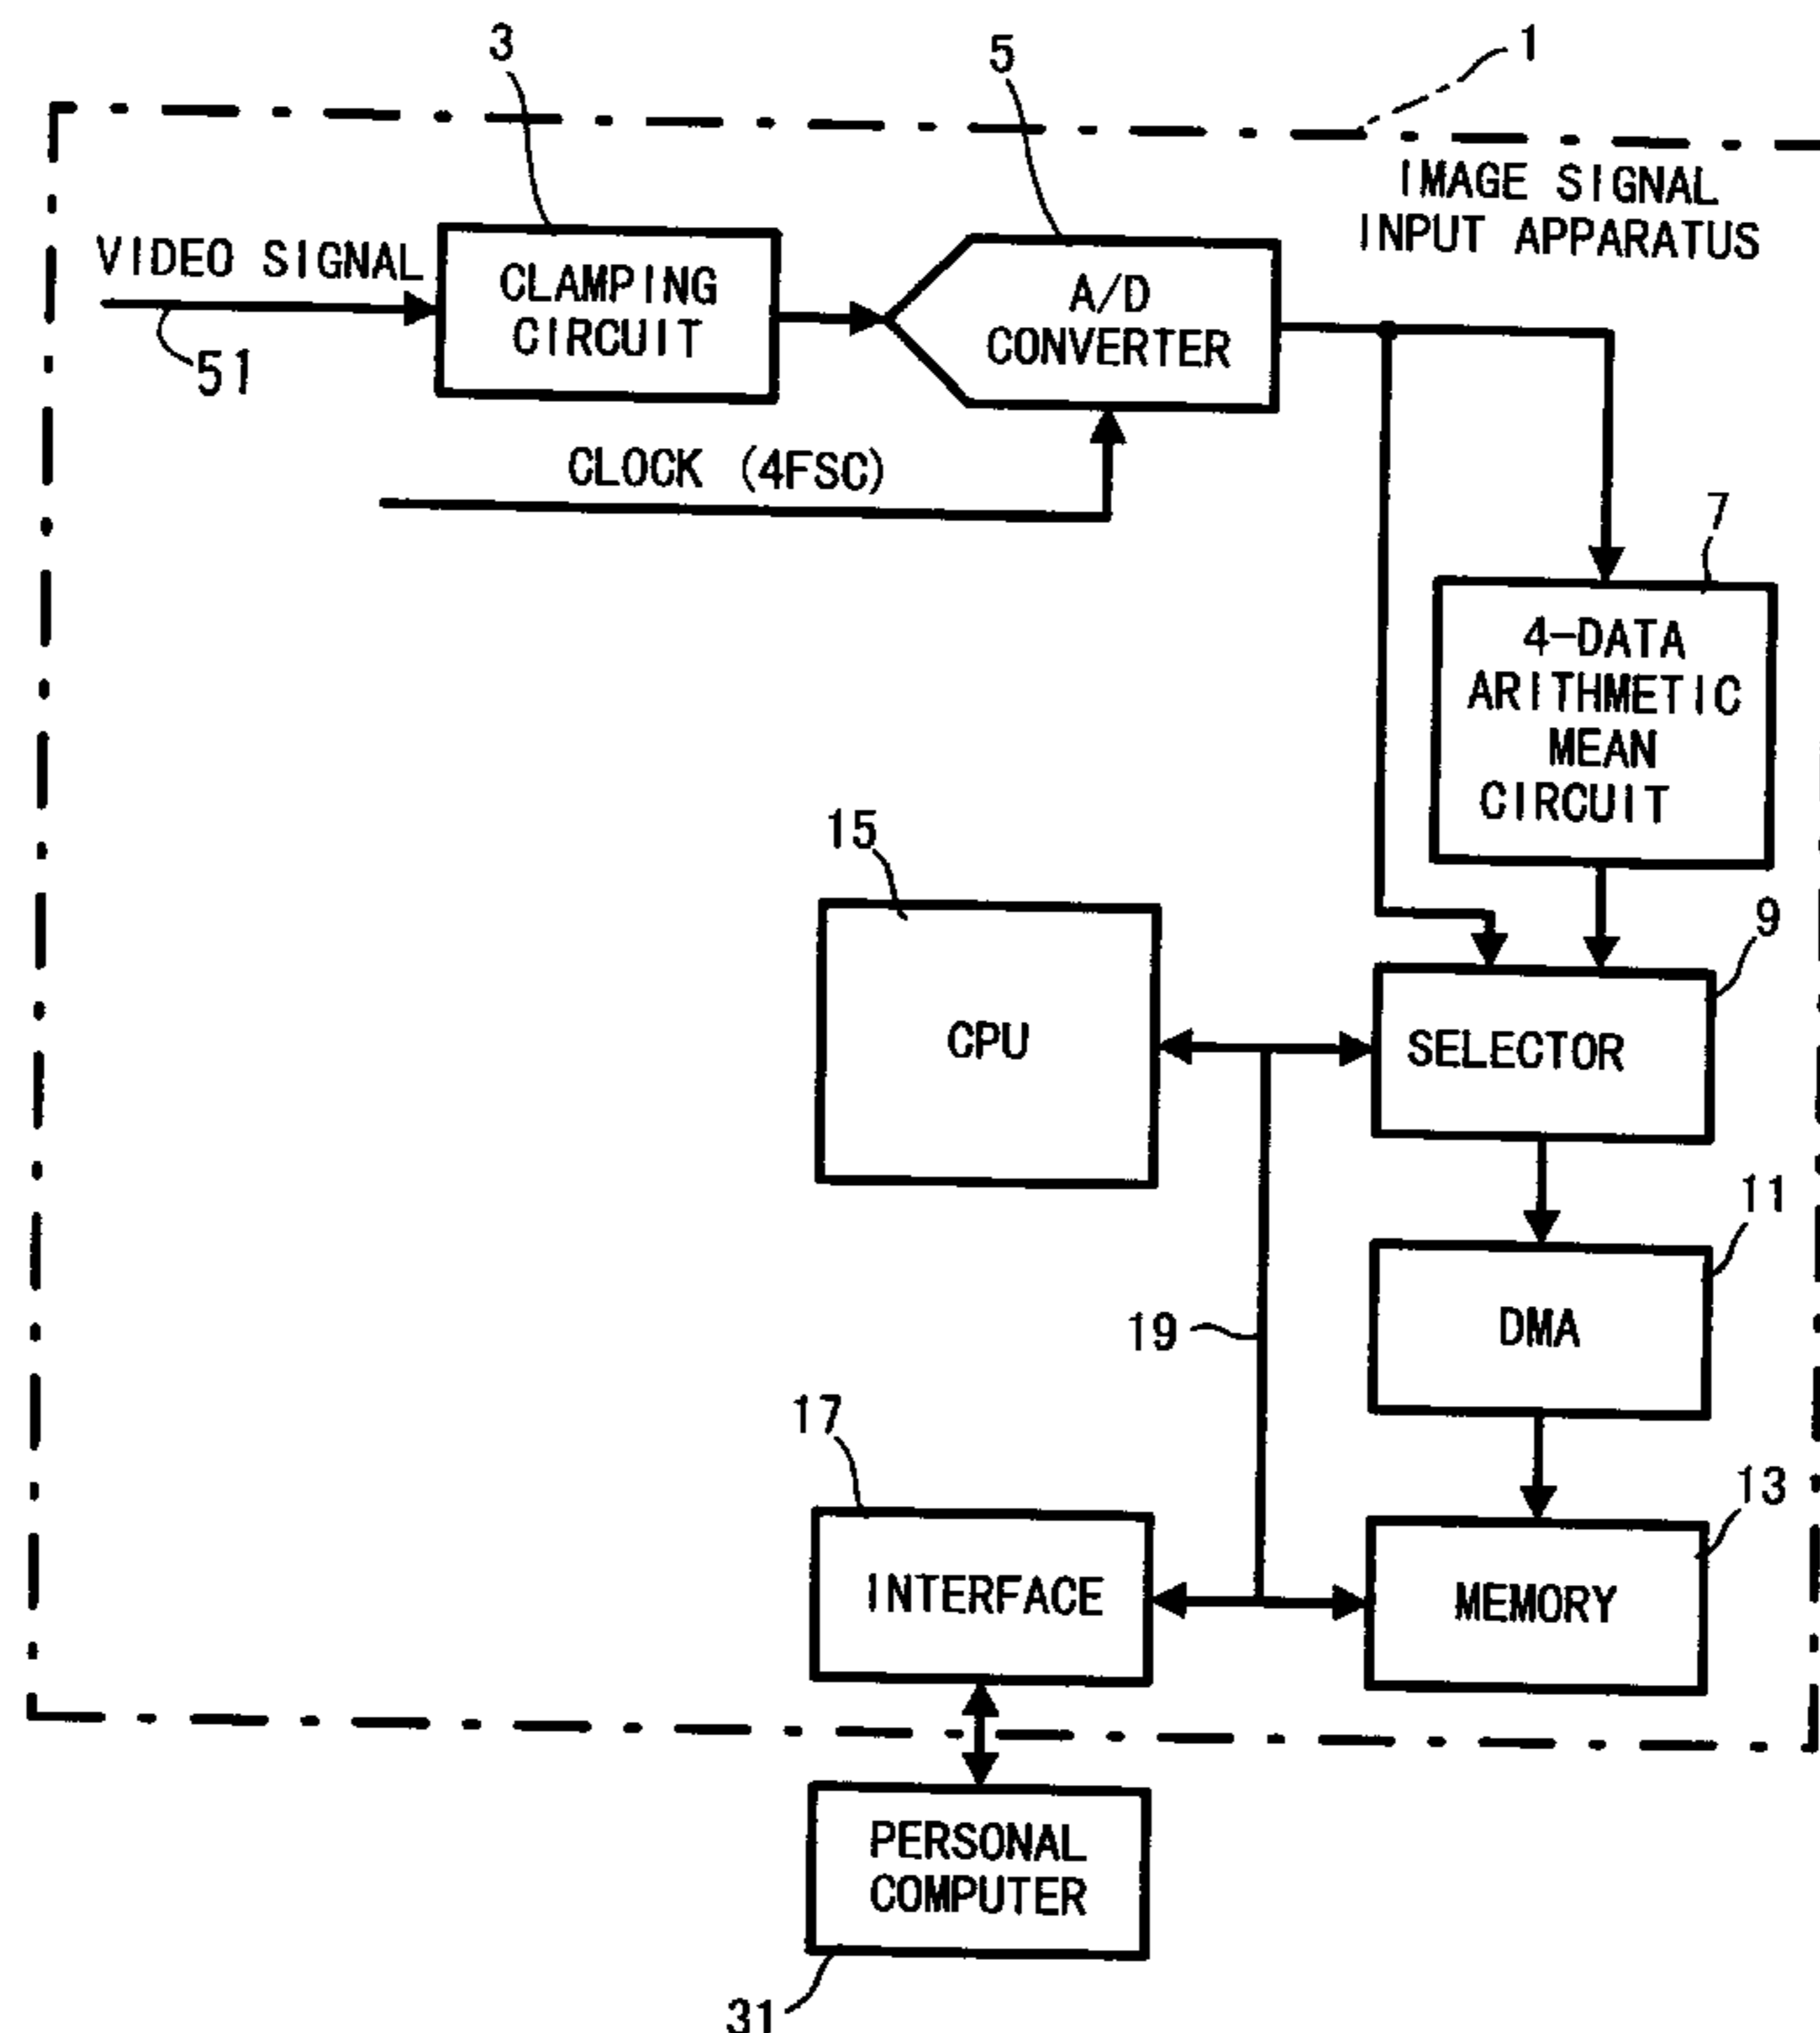 3
5
1
IMAGE SIGNAL
INPUT APPARATUS
VIDEO SIGNAL
51
CLAMPING
CIRCUIT
A/D
CONVERTER
CLOCK (4FSC)
7
4-DATA
ARITHMETIC
MEAN
CIRCUIT
15
CPU
9
SELECTOR
11
DMA
19
17
INTERFACE
13
MEMORY
PERSONAL
COMPUTER
31